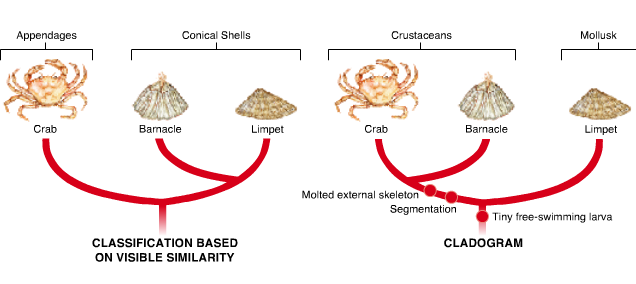 Appendages
Conical Shells
Crustaceans
Mollusk
Crab
Barnacle
Limpet
Crab
Barnacle
Limpet
Molted external skeleton
Segmentation
Tiny free-swimming larva
CLASSIFICATION BASED
ON VISIBLE SIMILARITY
CLADOGRAM